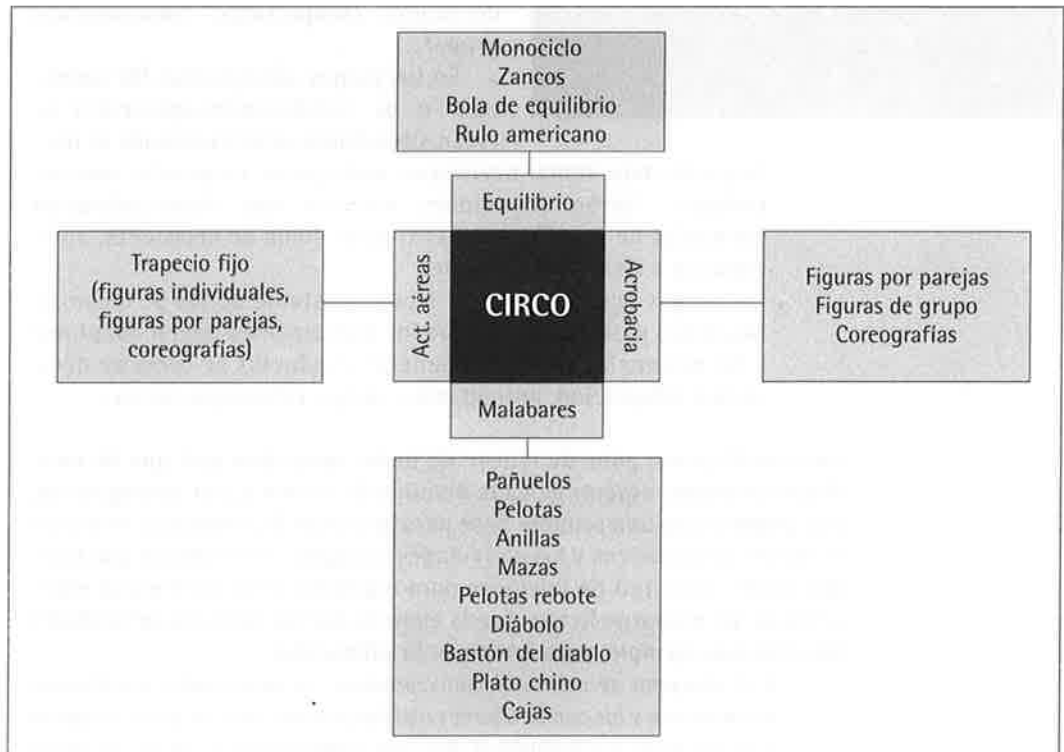 Monociclo
Zancos
Bola de equilibrio
Rulo americano
Equilibrio
Trapecio fijo
(figuras individuales,
figuras por parejas,
coreografías)
Act. aéreas
CIRCO
Acrobacia
Figuras por parejas
Figuras de grupo
Coreografías
Malabares
Pañuelos
Pelotas
Anillas
Mazas
Pelotas rebote
Diábolo
Bastón del diablo
Plato chino
Cajas